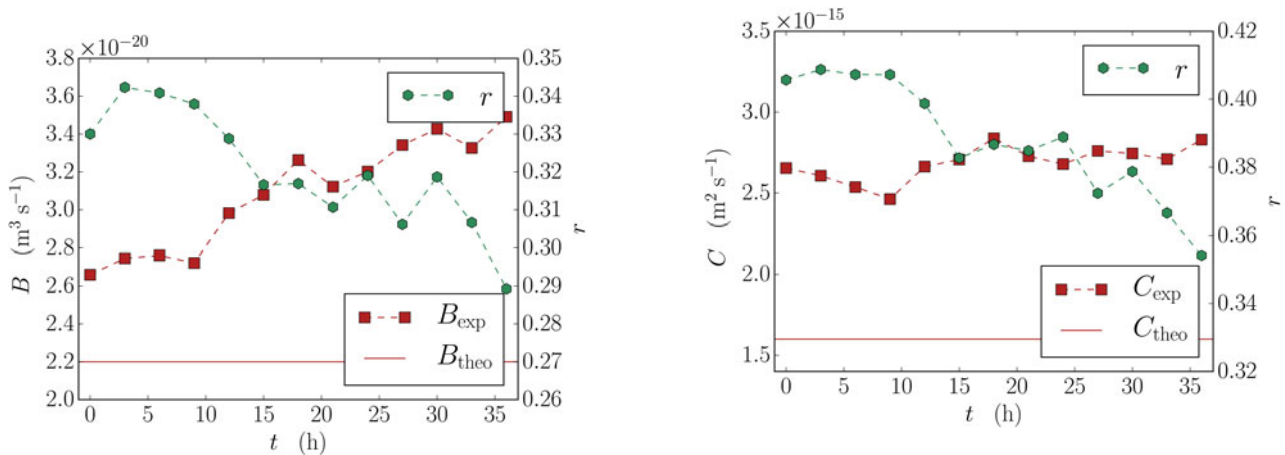 ×10⁻²⁰
3.8
3.6
3.4
3.2
3.0
2.8
2.6
2.4
2.2
2.0
B (m³ s⁻¹)
0.35
0.34
0.33
0.32
0.31
0.30
0.29
0.28
0.27
0.26
r
r
B_exp
B_theo
0 5 10 15 20 25 30 35
t (h)
×10⁻¹⁵
3.5
3.0
2.5
2.0
1.5
C (m² s⁻¹)
0.42
0.40
0.38
0.36
0.34
0.32
r
r
C_exp
C_theo
0 5 10 15 20 25 30 35
t (h)